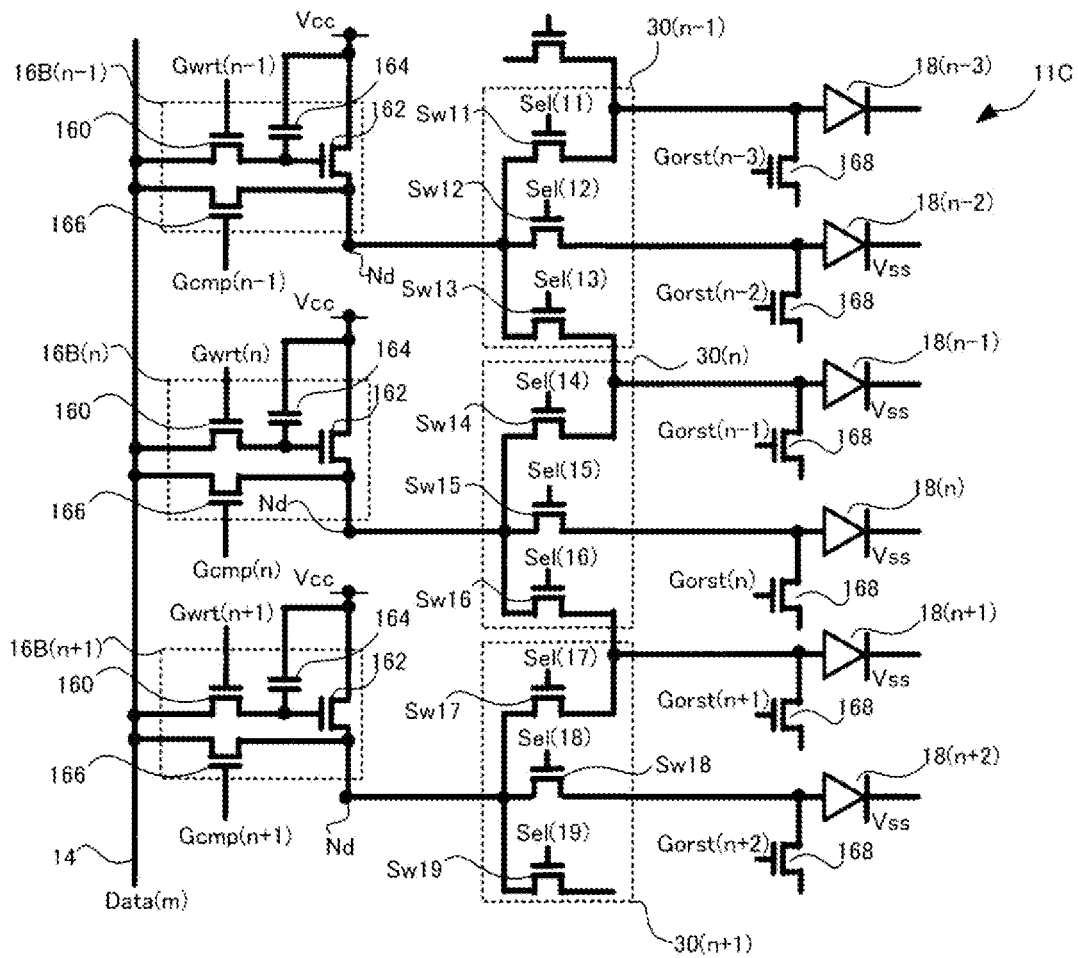 Vcc
30(n-1)
16B(n-1)
Gwrt(n-1)
164
18(n-3)
11C
Sel(11)
Sw11
162
160
Gorst(n-3)
168
Sw12
Sel(12)
18(n-2)
166
Vss
Gcmp(n-1)
Nd
Sw13
Sel(13)
Gorst(n-2)
168
Vcc
16B(n)
Gwrt(n)
164
30(n)
18(n-1)
Sel(14)
160
162
Vss
Sw14
Gorst(n-1)
168
Sel(15)
Sw15
18(n)
166
Nd
Vss
Gcmp(n)
Sel(16)
Vcc
Sw16
Gorst(n)
168
Gwrt(n+1)
164
18(n+1)
16B(n+1)
Sel(17)
160
162
Vss
Sw17
Gorst(n+1)
168
Sel(18)
Sw18
18(n+2)
166
Vss
Gcmp(n+1)
Nd
Sel(19)
Gorst(n+2)
168
14
Sw19
Data(m)
30(n+1)